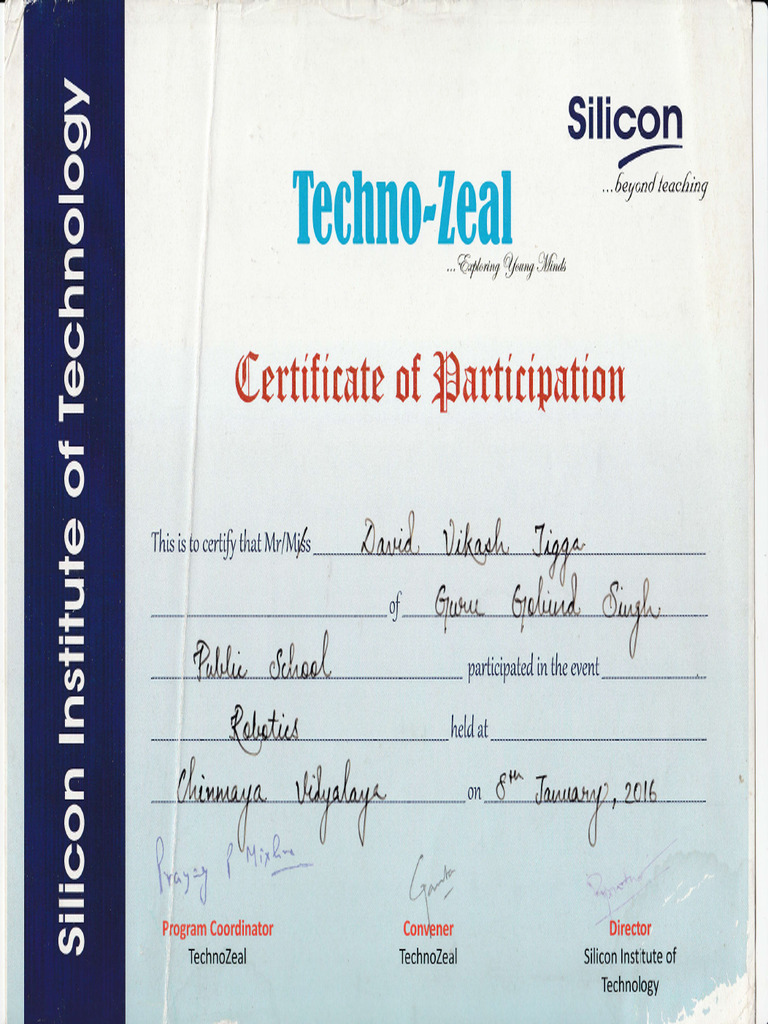 Silicon Institute of Technology
Silicon
...beyond teaching
Techno-Zeal
...Exploring Young Minds
Certificate of Participation
This is to certify that Mr/Miss David Vikash Tigga
of Guru Gobind Singh
Public School participated in the event
Robotics held at
Chinmaya Vidyalaya on 8th January, 2016
Prayag P Mishra
Program Coordinator Convener Director
TechnoZeal TechnoZeal Silicon Institute of
Technology